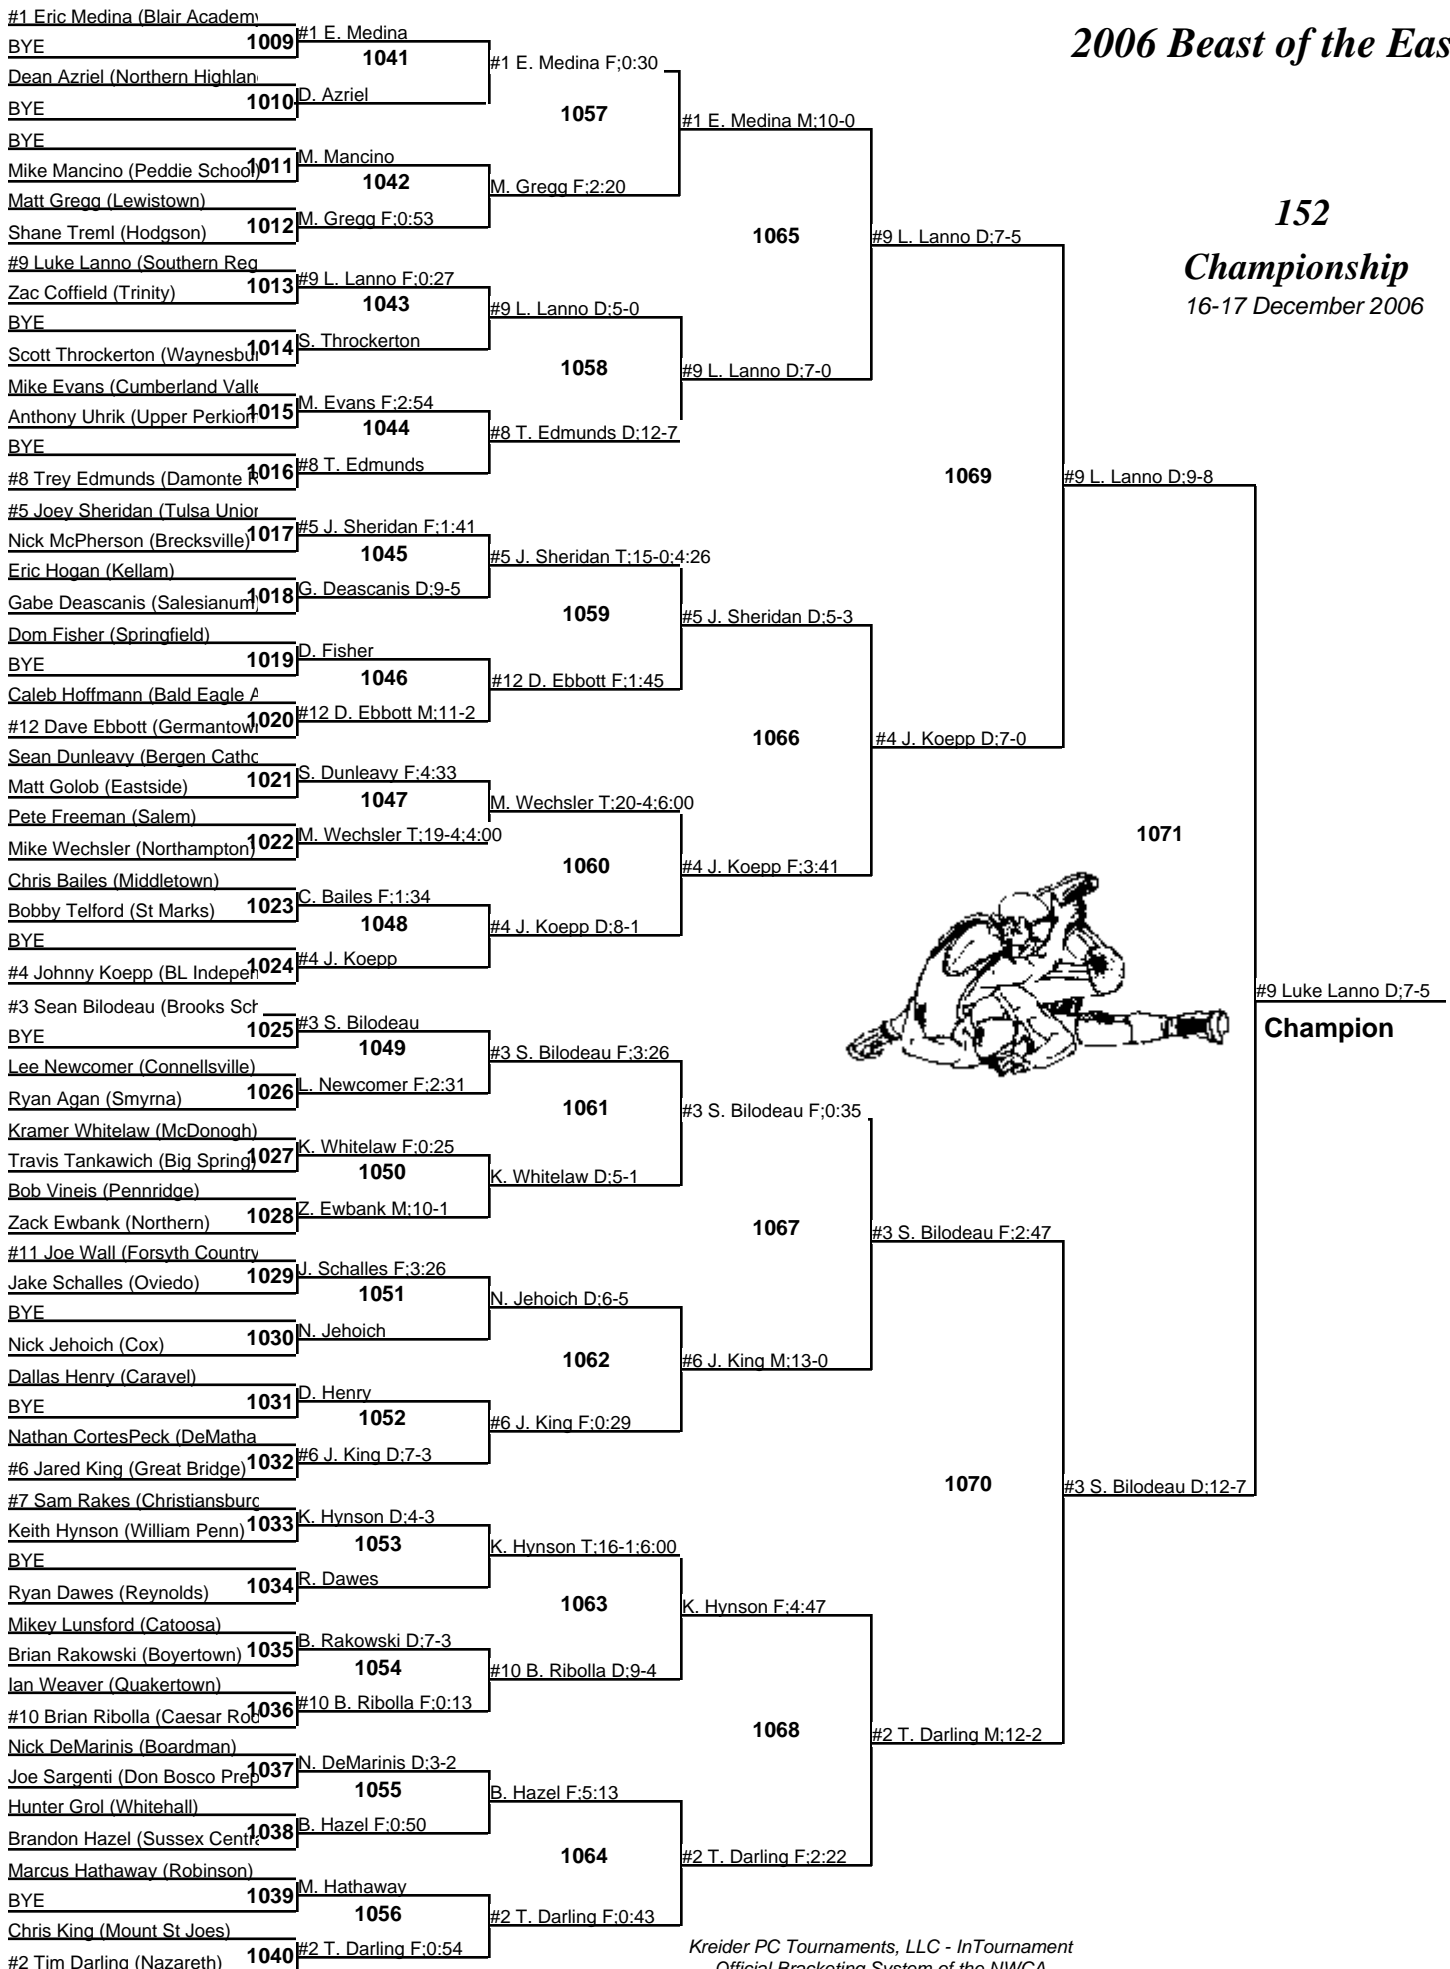 2006 Beast of the Eas
152
Championship
16-17 December 2006
#1 Eric Medina (Blair Academy
BYE
1009
Dean Azriel (Northern Highlan
BYE
1010
BYE
Mike Mancino (Peddie School)
1011
Matt Gregg (Lewistown)
Shane Treml (Hodgson)
1012
#9 Luke Lanno (Southern Reg
Zac Coffield (Trinity)
1013
BYE
Scott Throckerton (Waynesbur
1014
Mike Evans (Cumberland Valle
Anthony Uhrik (Upper Perkiom
1015
BYE
#8 Trey Edmunds (Damonte R
1016
#5 Joey Sheridan (Tulsa Union
Nick McPherson (Brecksville)
1017
Eric Hogan (Kellam)
Gabe Deascanis (Salesianum)
1018
Dom Fisher (Springfield)
BYE
1019
Caleb Hoffmann (Bald Eagle A
#12 Dave Ebbott (Germantown
1020
Sean Dunleavy (Bergen Catho
Matt Golob (Eastside)
1021
Pete Freeman (Salem)
Mike Wechsler (Northampton)
1022
Chris Bailes (Middletown)
Bobby Telford (St Marks)
1023
BYE
#4 Johnny Koepp (BL Indepen
1024
#3 Sean Bilodeau (Brooks Sch
BYE
1025
Lee Newcomer (Connellsville)
Ryan Agan (Smyrna)
1026
Kramer Whitelaw (McDonogh)
Travis Tankawich (Big Spring)
1027
Bob Vineis (Pennridge)
Zack Ewbank (Northern)
1028
#11 Joe Wall (Forsyth Country
Jake Schalles (Oviedo)
1029
BYE
Nick Jehoich (Cox)
1030
Dallas Henry (Caravel)
BYE
1031
Nathan CortesPeck (DeMatha
#6 Jared King (Great Bridge)
1032
#7 Sam Rakes (Christiansburg
Keith Hynson (William Penn)
1033
BYE
Ryan Dawes (Reynolds)
1034
Mikey Lunsford (Catoosa)
Brian Rakowski (Boyertown)
1035
Ian Weaver (Quakertown)
#10 Brian Ribolla (Caesar Rod
1036
Nick DeMarinis (Boardman)
Joe Sargenti (Don Bosco Prep
1037
Hunter Grol (Whitehall)
Brandon Hazel (Sussex Centra
1038
Marcus Hathaway (Robinson)
BYE
1039
Chris King (Mount St Joes)
#2 Tim Darling (Nazareth)
1040
#1 E. Medina
1041
D. Azriel
M. Mancino
1042
M. Gregg F;0:53
#9 L. Lanno F;0:27
1043
S. Throckerton
M. Evans F;2:54
1044
#8 T. Edmunds
#5 J. Sheridan F;1:41
1045
G. Deascanis D;9-5
D. Fisher
1046
#12 D. Ebbott M;11-2
S. Dunleavy F;4:33
1047
M. Wechsler T;19-4;4:00
C. Bailes F;1:34
1048
#4 J. Koepp
#3 S. Bilodeau
1049
L. Newcomer F;2:31
K. Whitelaw F;0:25
1050
Z. Ewbank M;10-1
J. Schalles F;3:26
1051
N. Jehoich
D. Henry
1052
#6 J. King D;7-3
K. Hynson D;4-3
1053
R. Dawes
B. Rakowski D;7-3
1054
#10 B. Ribolla F;0:13
N. DeMarinis D;3-2
1055
B. Hazel F;0:50
M. Hathaway
1056
#2 T. Darling F;0:54
#1 E. Medina F;0:30
1057
M. Gregg F;2:20
#9 L. Lanno D;5-0
1058
#8 T. Edmunds D;12-7
#5 J. Sheridan T;15-0;4:26
1059
#12 D. Ebbott F;1:45
M. Wechsler T;20-4;6:00
1060
#4 J. Koepp D;8-1
#3 S. Bilodeau F;3:26
1061
K. Whitelaw D;5-1
N. Jehoich D;6-5
1062
#6 J. King F;0:29
K. Hynson T;16-1;6:00
1063
#10 B. Ribolla D;9-4
B. Hazel F;5:13
1064
#2 T. Darling F;0:43
#1 E. Medina M;10-0
1065
#9 L. Lanno D;7-0
#5 J. Sheridan D;5-3
1066
#4 J. Koepp F;3:41
#3 S. Bilodeau F;0:35
1067
#6 J. King M;13-0
K. Hynson F;4:47
1068
#2 T. Darling F;2:22
#9 L. Lanno D;7-5
1069
#4 J. Koepp D;7-0
#3 S. Bilodeau F;2:47
1070
#2 T. Darling M;12-2
#9 L. Lanno D;9-8
1071
#3 S. Bilodeau D;12-7
#9 Luke Lanno D;7-5
Champion
Kreider PC Tournaments, LLC - InTournament
Official Bracketing System of the NWCA